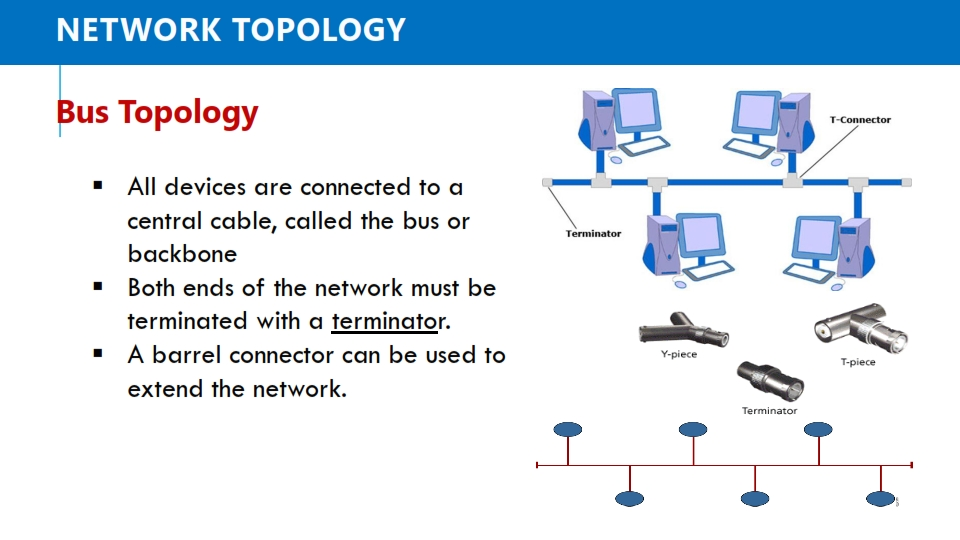 NETWORK TOPOLOGY
Bus Topology
▪ All devices are connected to a
central cable, called the bus or
backbone
▪ Both ends of the network must be
terminated with a terminator.
▪ A barrel connector can be used to
extend the network.
T-Connector
Terminator
Y-piece
T-piece
Terminator